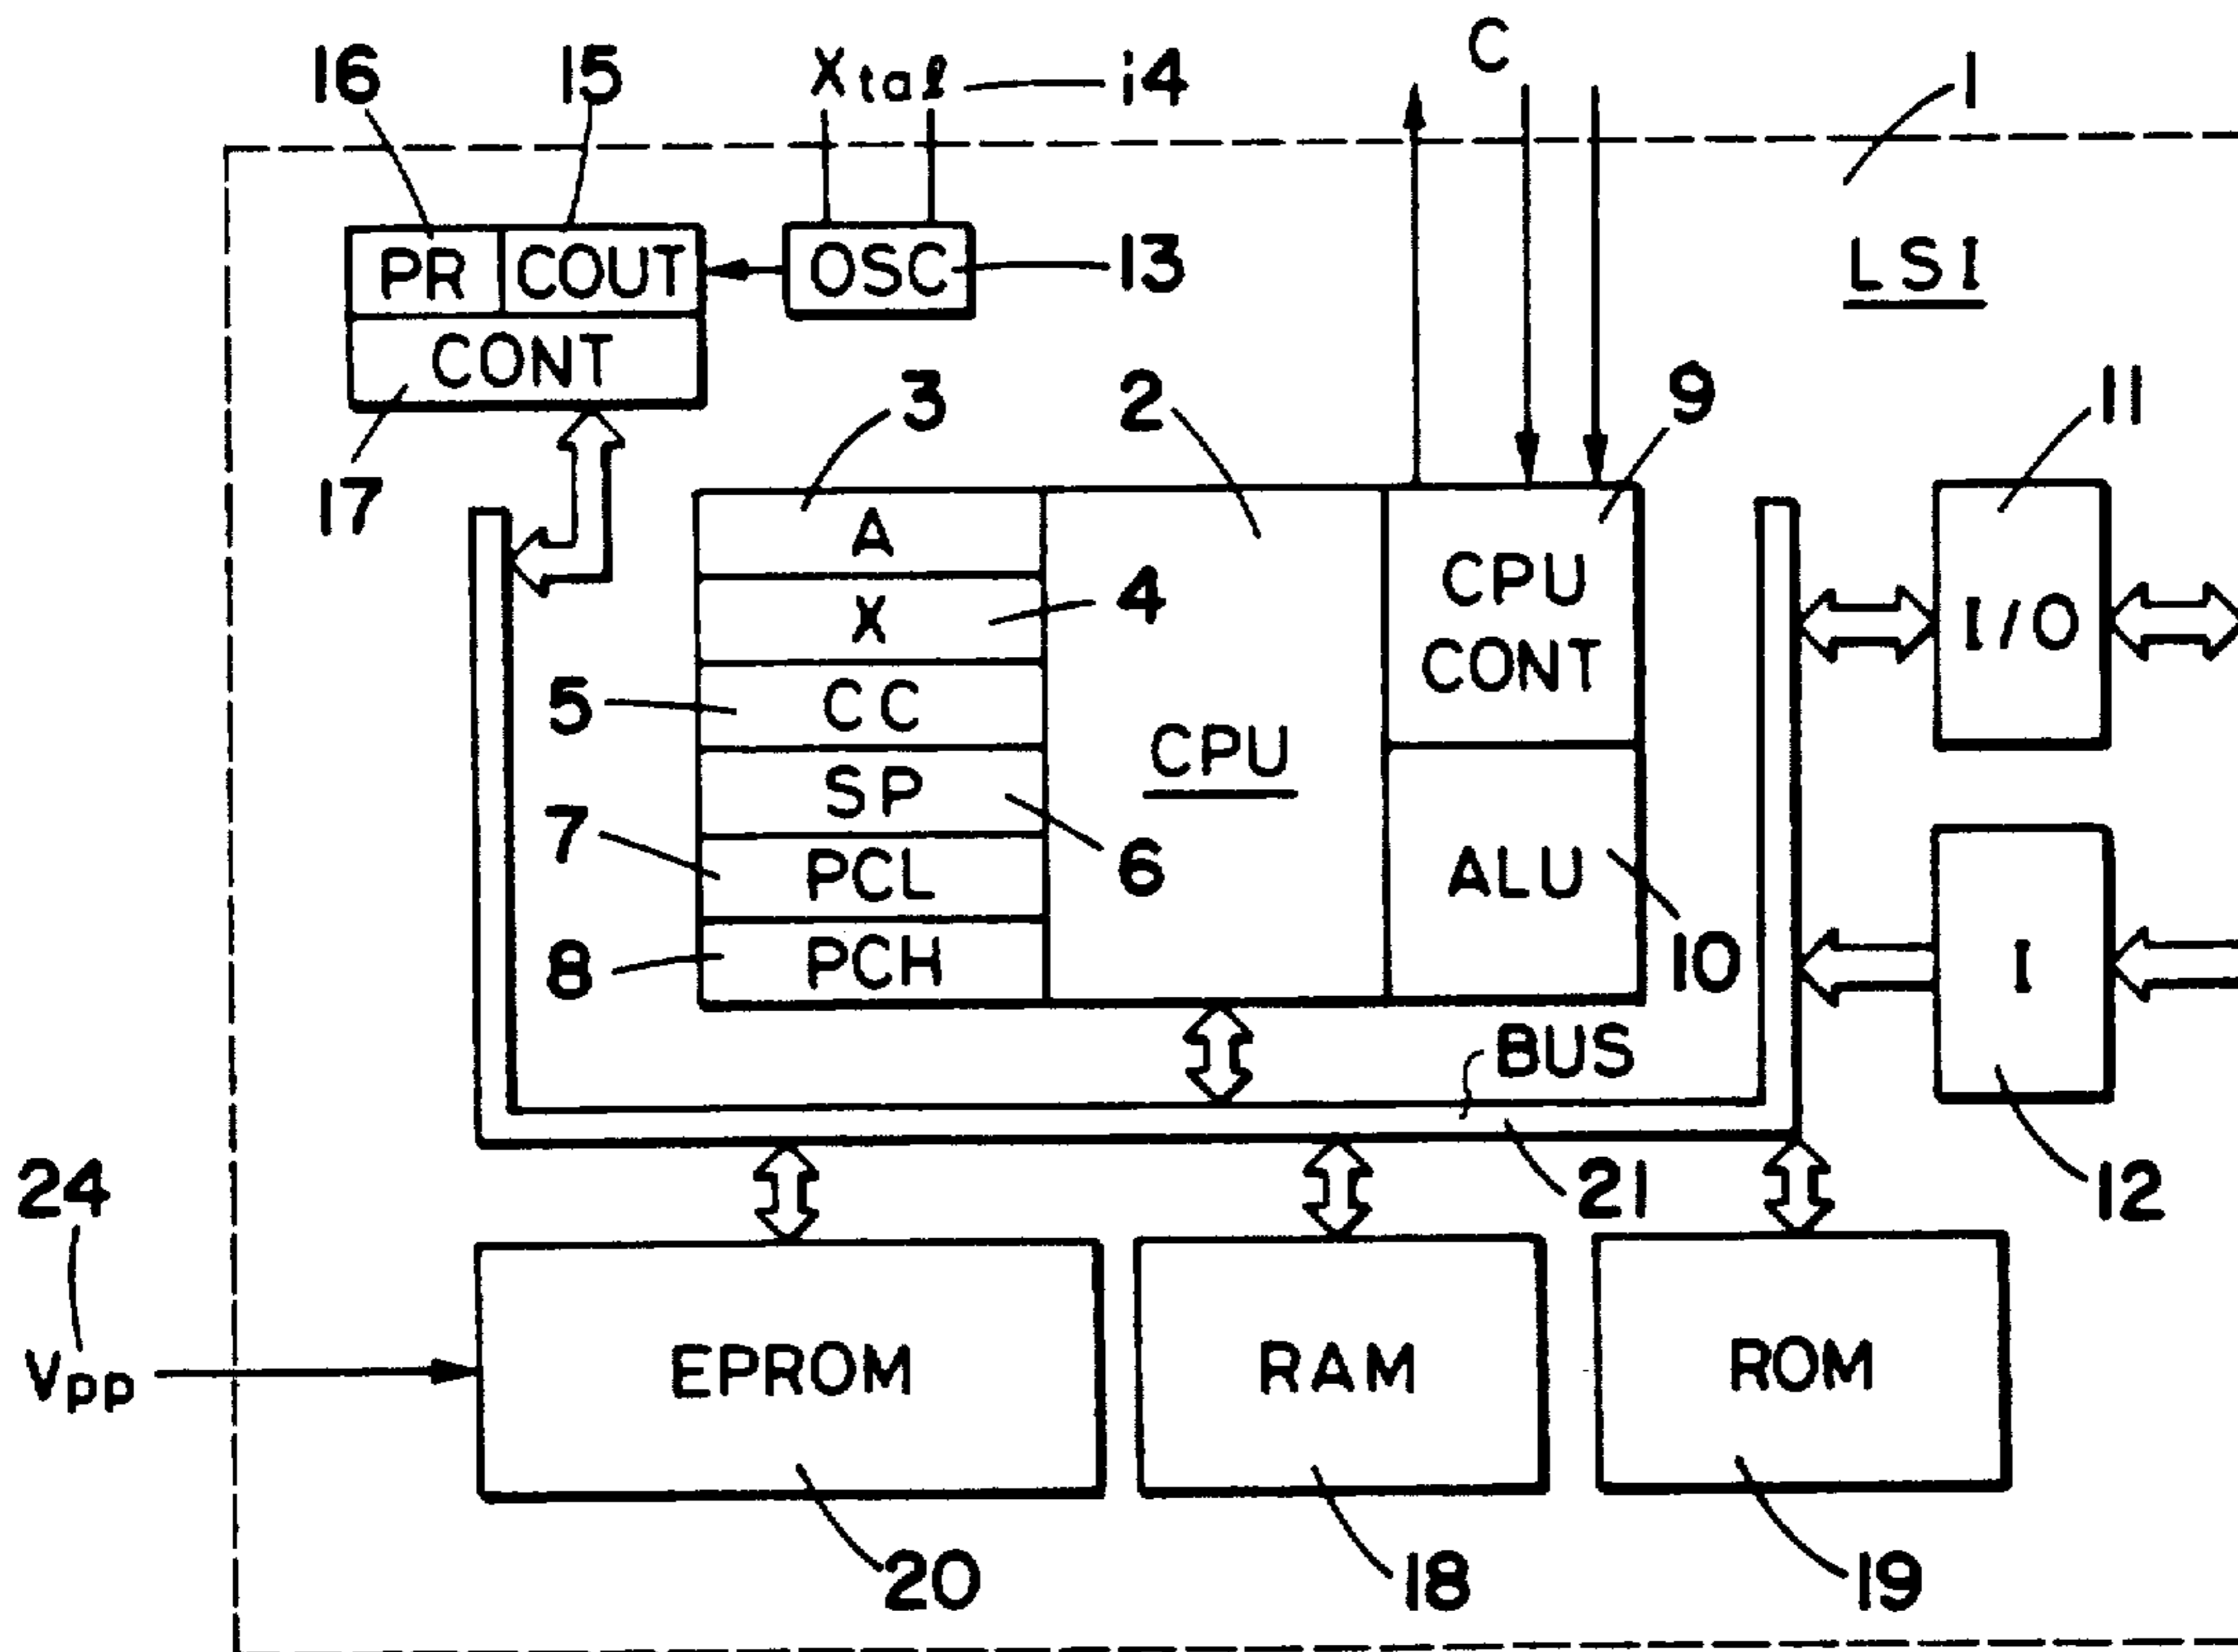 16 15 Xtal i4 C 1
PR COUT OSC 13 LSI
CONT
17 3 2 9 11
A
X 4 CPU CONT I/O
5 CC
SP CPU
7 PCL 6 ALU
8 PCH 10 I
BUS
24 21 12
Vpp EPROM RAM ROM
20 18 19